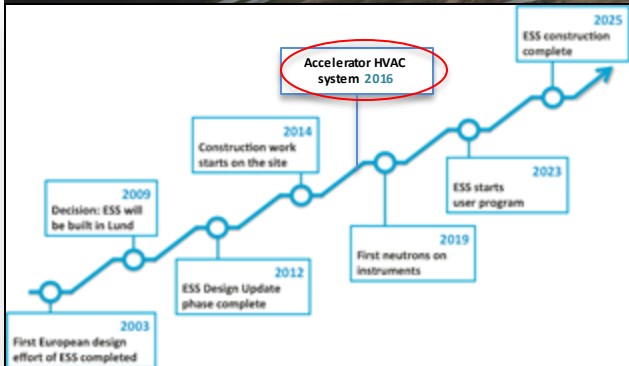 2025
ESS construction
complete
Accelerator HVAC
system 2016
2014
Construction work
starts on the site
2009
Decision: ESS will
be built in Lund
2023
ESS starts
user program
2019
First neutrons on
instruments
2012
ESS Design Update
phase complete
2003
First European design
effort of ESS completed